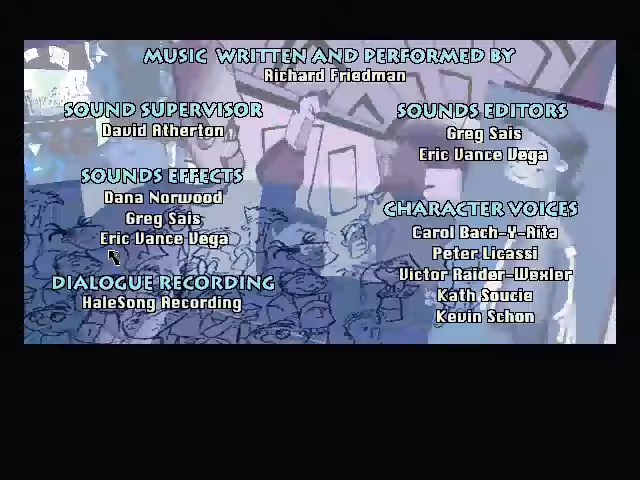 MUSIC WRITTEN AND PERFORMED BY
Richard Friedman
SOUND SUPERVISOR
David Atherton
SOUNDS EFFECTS
Dana Norwood
Greg Sais
Eric Vance Vega
DIALOGUE RECORDING
HaleSong Recording
SOUNDS EDITORS
Greg Sais
Eric Vance Vega
CHARACTER VOICES
Carol Bach-Y-Rita
Peter Licassi
Victor Raider-Wexler
Kath Soucie
Kevin Schon